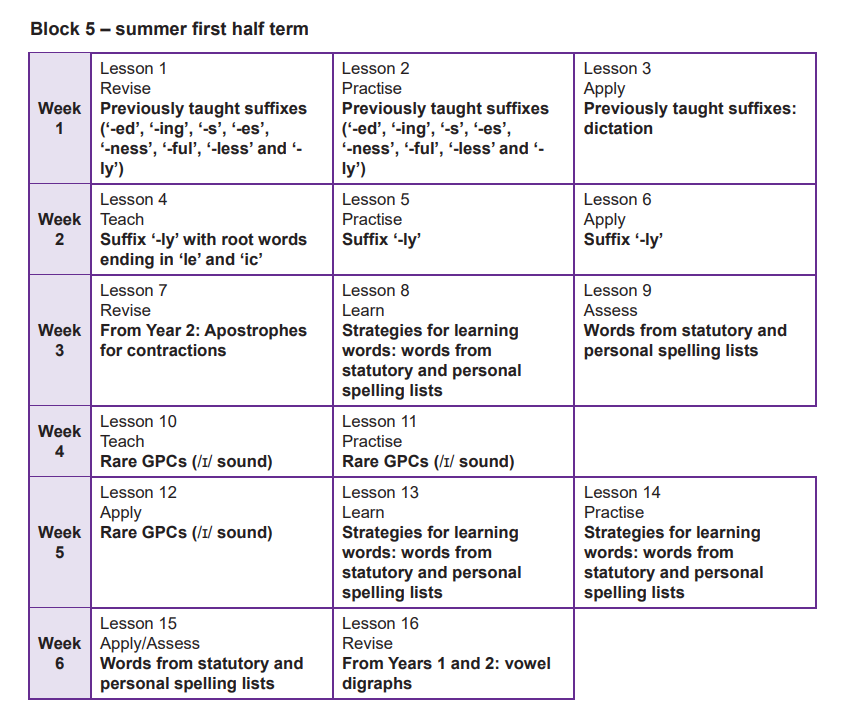 Block 5 – summer first half term
Week
1
Lesson 1
Revise
Previously taught suffixes
(‘-ed’, ‘-ing’, ‘-s’, ‘-es’,
‘-ness’, ‘-ful’, ‘-less’ and ‘-
ly’)
Lesson 2
Practise
Previously taught suffixes
(‘-ed’, ‘-ing’, ‘-s’, ‘-es’,
‘-ness’, ‘-ful’, ‘-less’ and ‘-
ly’)
Lesson 3
Apply
Previously taught suffixes:
dictation
Week
2
Lesson 4
Teach
Suffix ‘-ly’ with root words
ending in ‘le’ and ‘ic’
Lesson 5
Practise
Suffix ‘-ly’
Lesson 6
Apply
Suffix ‘-ly’
Week
3
Lesson 7
Revise
From Year 2: Apostrophes
for contractions
Lesson 8
Learn
Strategies for learning
words: words from
statutory and personal
spelling lists
Lesson 9
Assess
Words from statutory and
personal spelling lists
Week
4
Lesson 10
Teach
Rare GPCs (/ɪ/ sound)
Lesson 11
Practise
Rare GPCs (/ɪ/ sound)
Week
5
Lesson 12
Apply
Rare GPCs (/ɪ/ sound)
Lesson 13
Learn
Strategies for learning
words: words from
statutory and personal
spelling lists
Lesson 14
Practise
Strategies for learning
words: words from
statutory and personal
spelling lists
Week
6
Lesson 15
Apply/Assess
Words from statutory and
personal spelling lists
Lesson 16
Revise
From Years 1 and 2: vowel
digraphs